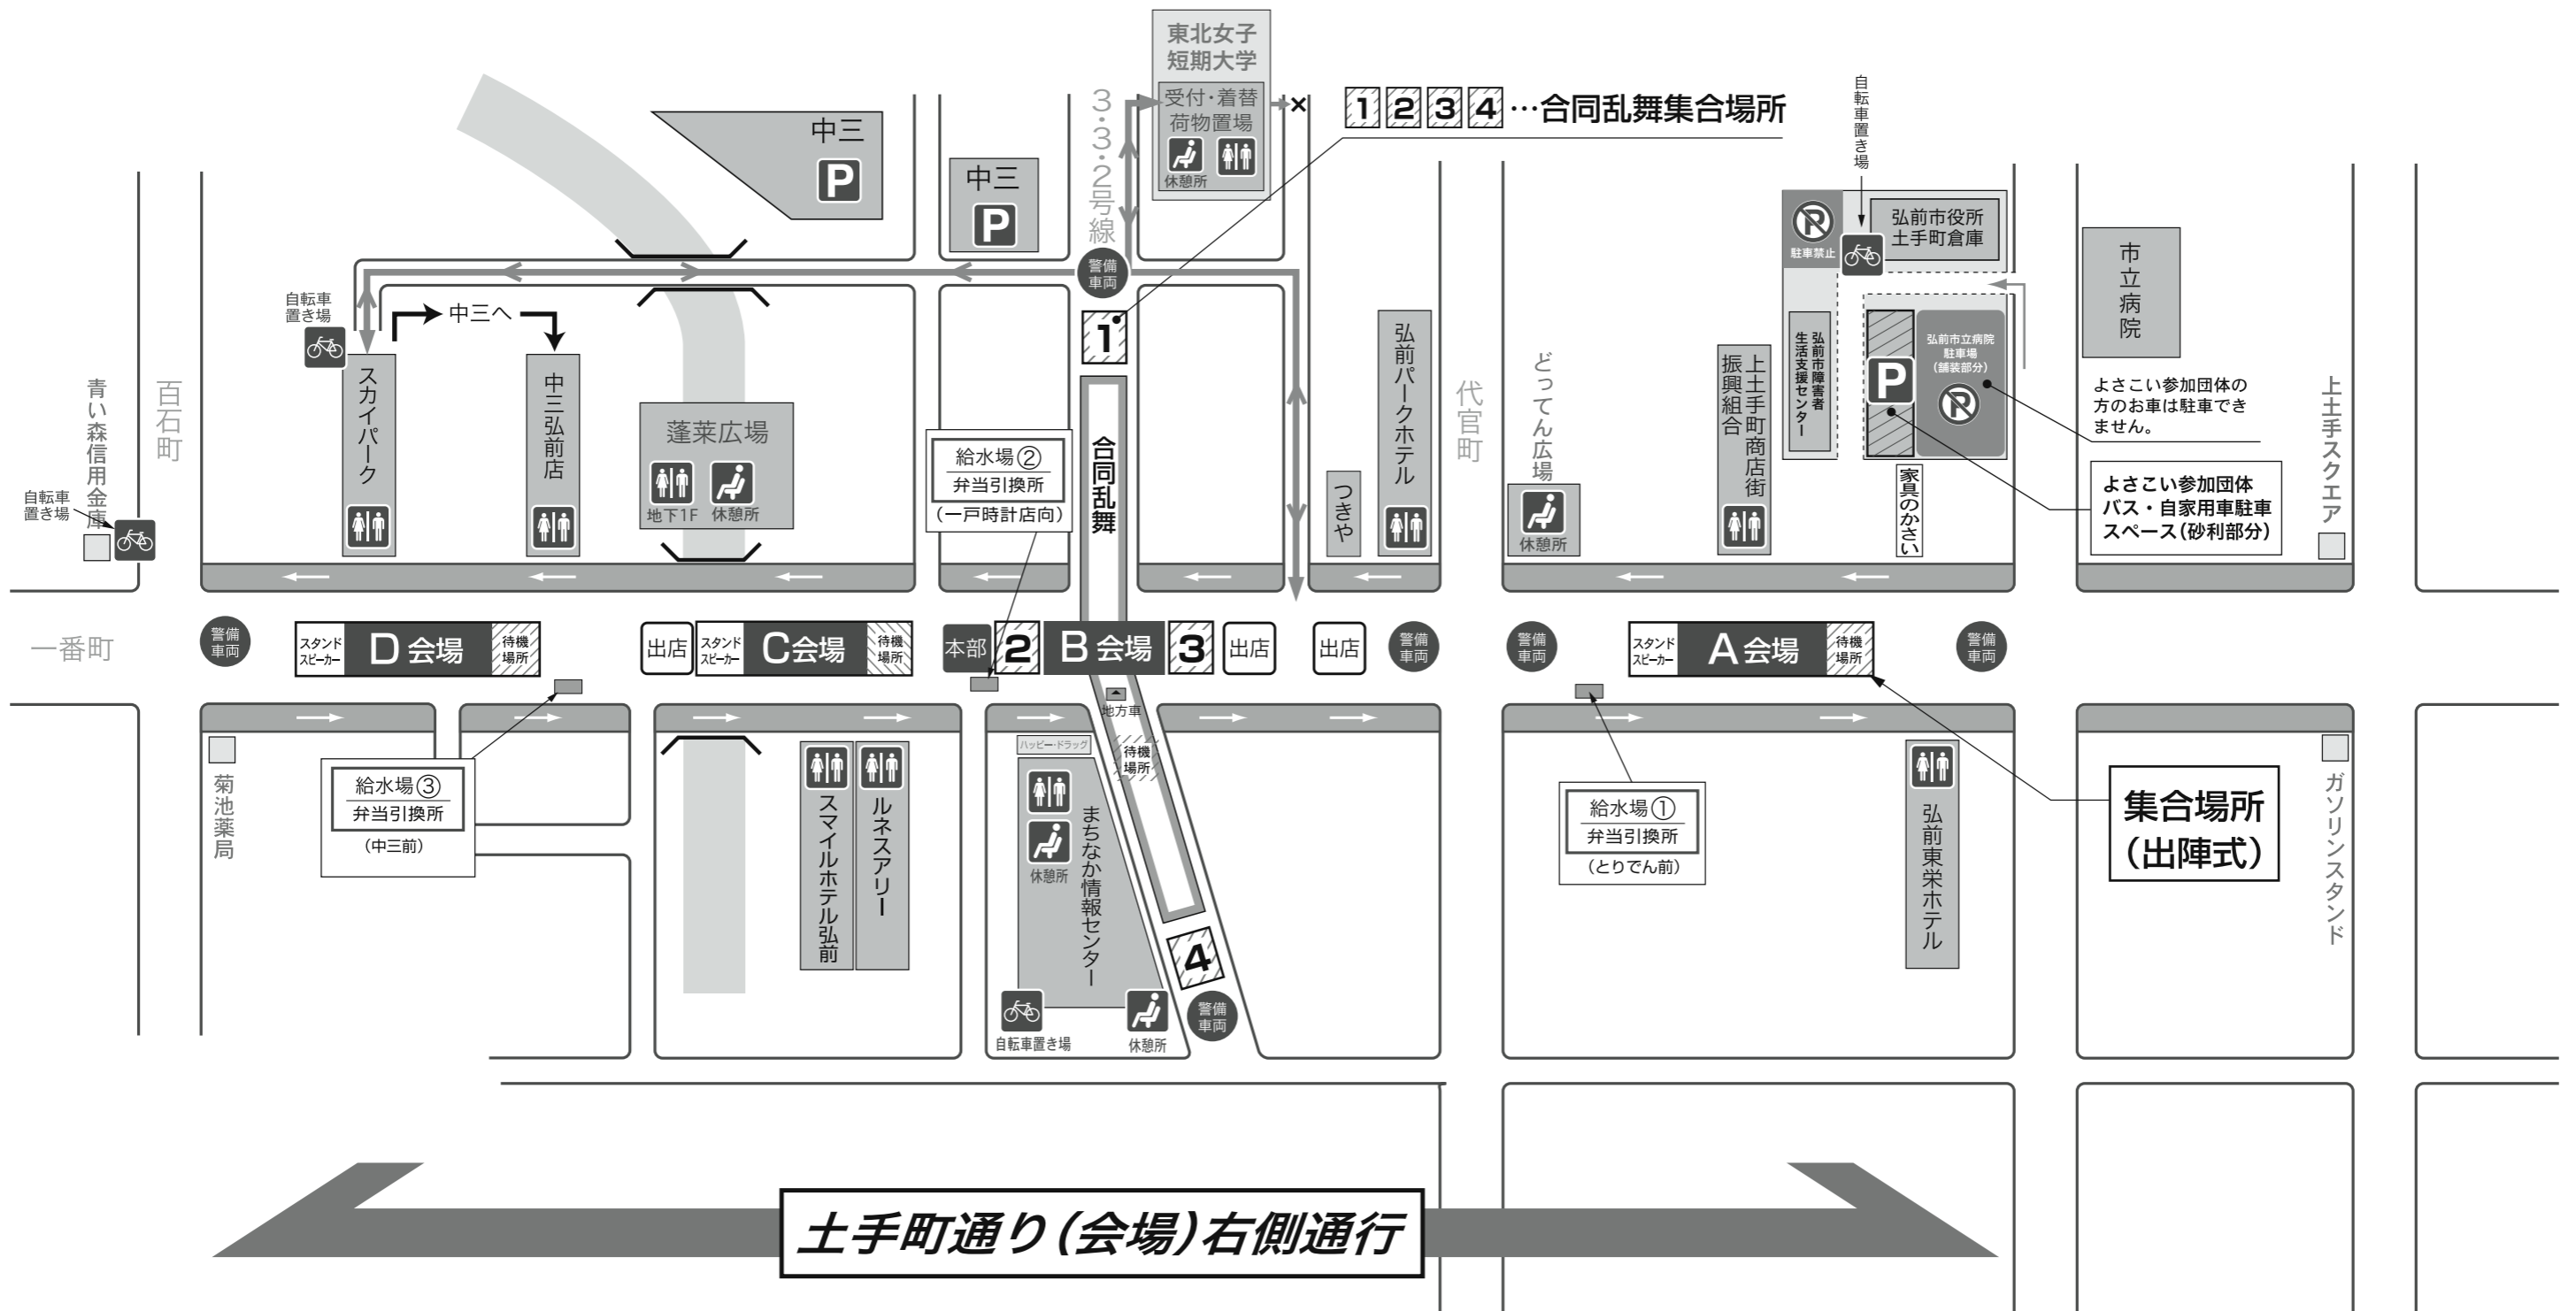 東北女子
短期大学
受付・着替
荷物置場
休憩所
3・3・2号線
1 2 3 4 …合同乱舞集合場所
自転車置き場
中三
P
中三
P
警備
車両
駐車禁止
弘前市役所
土手町倉庫
市立病院
自転車
置き場
中三へ
スカイパーク
中三弘前店
蓬莱広場
地下1F
休憩所
1
合同乱舞
給水場②
弁当引換所
(一戸時計店向)
つきや
弘前パークホテル
代官町
どってん広場
休憩所
上土手町商店街
振興組合
弘前市障害者
生活支援センター
P
弘前市立病院
駐車場
(舗装部分)
家具のかさい
よさこい参加団体の
方のお車は駐車でき
ません。
よさこい参加団体
バス・自家用車駐車
スペース(砂利部分)
上土手スクエア
青い森信用金庫
百石町
自転車
置き場
一番町
警備
車両
スタンド
スピーカー
D会場
待機
場所
出店
スタンド
スピーカー
C会場
待機
場所
本部
2
B会場
3
出店
出店
警備
車両
警備
車両
スタンド
スピーカー
A会場
待機
場所
警備
車両
地方車
待機
場所
菊池薬局
給水場③
弁当引換所
(中三前)
スマイルホテル弘前
ルネスアリー
ハッピー・ドラッグ
休憩所
まちなか情報センター
自転車置き場
休憩所
4
警備
車両
給水場①
弁当引換所
(とりでん前)
弘前東栄ホテル
集合場所
(出陣式)
ガソリンスタンド
土手町通り(会場)右側通行